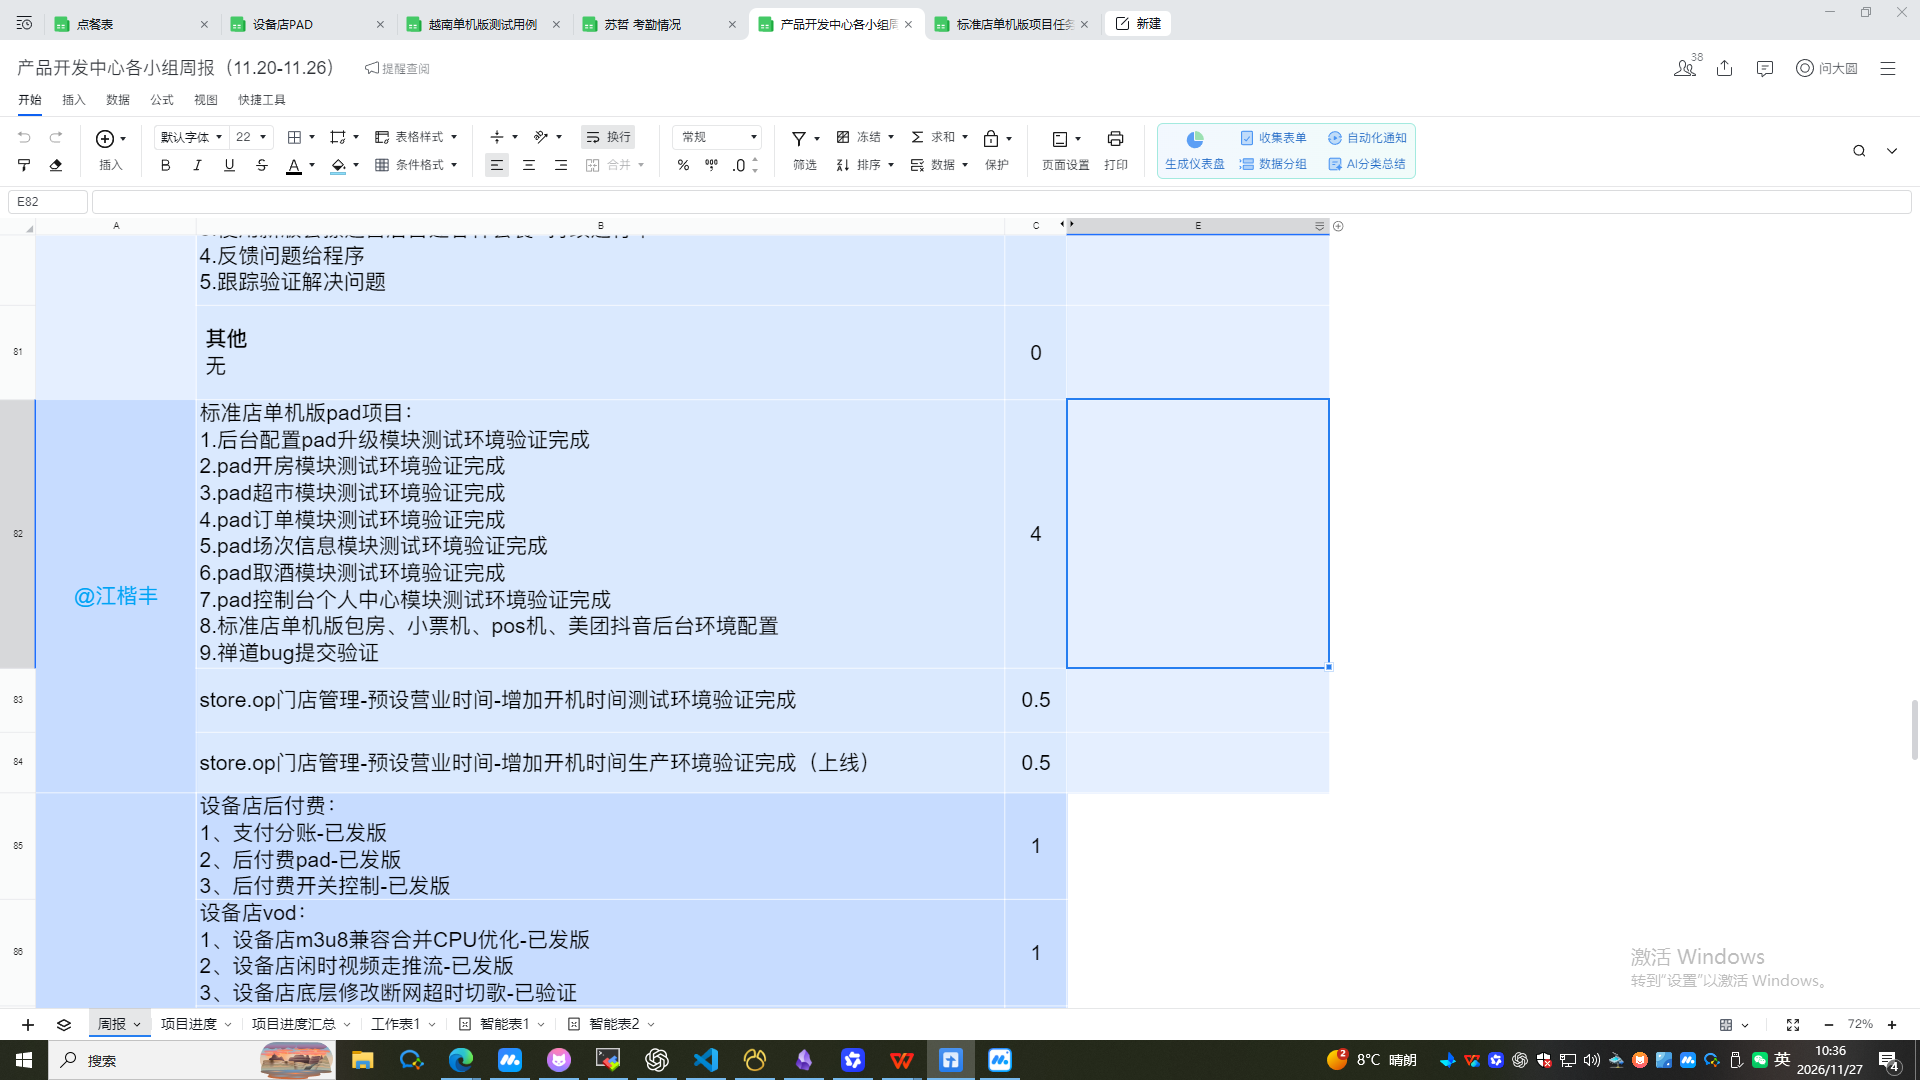 点餐表
设备店PAD
越南单机版测试用例
苏哲 考勤情况
产品开发中心各小组周
标准店单机版项目任务
新建
产品开发中心各小组周报（11.20-11.26）
提醒查阅
38
问大圆
开始
插入
数据
公式
视图
快捷工具
默认字体
22
表格样式
换行
常规
冻结
求和
收集表单
自动化通知
插入
条件格式
合并
筛选
排序
数据
保护
页面设置
打印
生成仪表盘
数据分组
AI分类总结
E82
A
B
C
E
4.反馈问题给程序
5.跟踪验证解决问题
81
其他
无
0
82
@江楷丰
标准店单机版pad项目：
1.后台配置pad升级模块测试环境验证完成
2.pad开房模块测试环境验证完成
3.pad超市模块测试环境验证完成
4.pad订单模块测试环境验证完成
5.pad场次信息模块测试环境验证完成
6.pad取酒模块测试环境验证完成
7.pad控制台个人中心模块测试环境验证完成
8.标准店单机版包房、小票机、pos机、美团抖音后台环境配置
9.禅道bug提交验证
4
83
store.op门店管理-预设营业时间-增加开机时间测试环境验证完成
0.5
84
store.op门店管理-预设营业时间-增加开机时间生产环境验证完成（上线）
0.5
85
设备店后付费：
1、支付分账-已发版
2、后付费pad-已发版
3、后付费开关控制-已发版
1
86
设备店vod：
1、设备店m3u8兼容合并CPU优化-已发版
2、设备店闲时视频走推流-已发版
3、设备店底层修改断网超时切歌-已验证
1
激活 Windows
转到“设置”以激活 Windows。
周报
项目进度
项目进度汇总
工作表1
智能表1
智能表2
72%
搜索
2
8°C 晴朗
英
10:36
2026/11/27
4